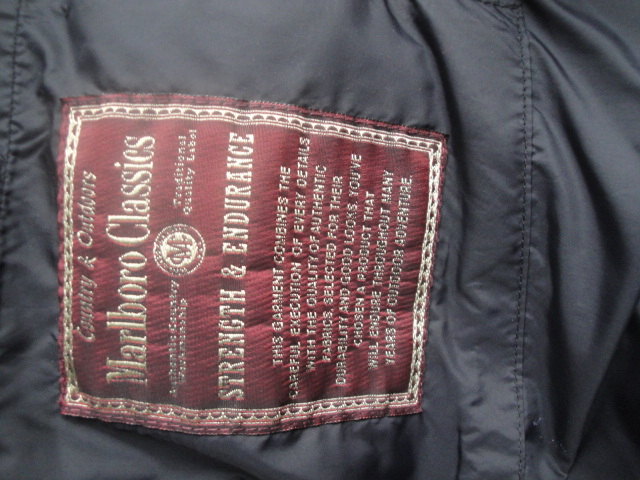 Country & Outdoors
Marlboro Classics
Traditional
Quality Label
STRENGTH & ENDURANCE
THIS GARMENT COMBINES THE
CAREFUL EXECUTION OF EVERY DETAILS
WITH THE QUALITY OF AUTHENTIC
FABRICS, SELECTED FOR THEIR
DURABILITY AND GOOD LOOKS. YOU'VE
CHOSEN A PRODUCT THAT
WILL ENDURE THROUGHOUT MANY
YEARS OF OUTDOOR ADVENTURE.